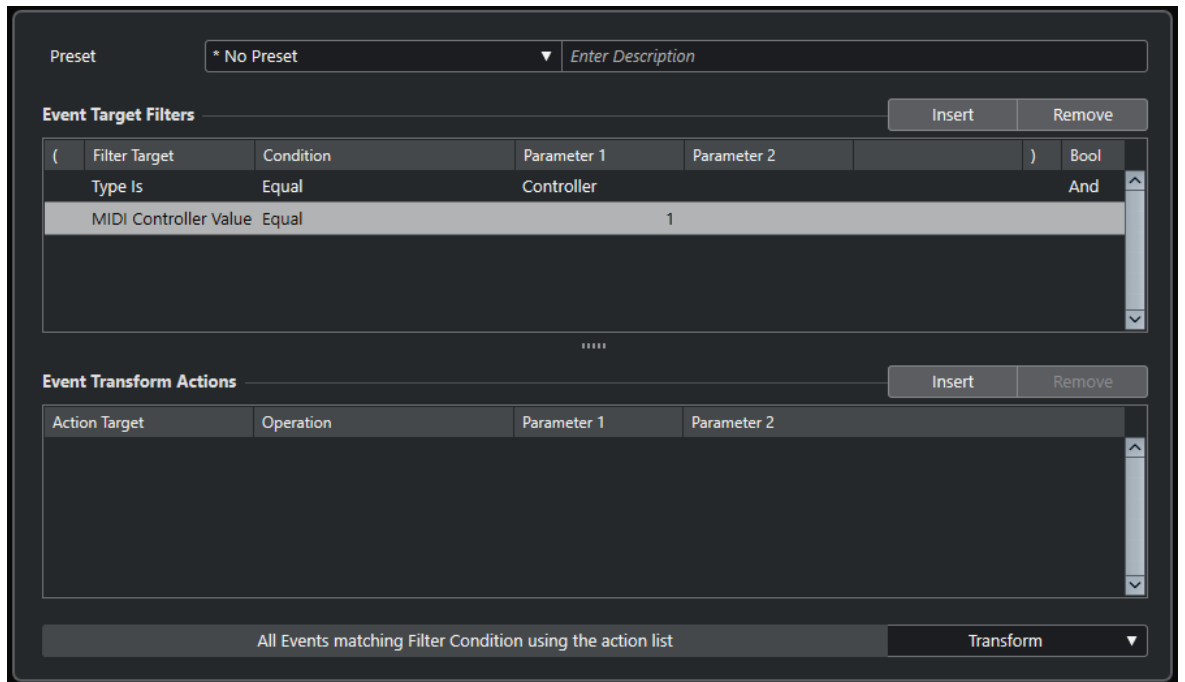 Preset * No Preset ▼ Enter Description
Event Target Filters Insert Remove
( Filter Target Condition Parameter 1 Parameter 2 ) Bool
Type Is Equal Controller And
MIDI Controller Value Equal 1
Event Transform Actions Insert Remove
Action Target Operation Parameter 1 Parameter 2
All Events matching Filter Condition using the action list Transform ▼